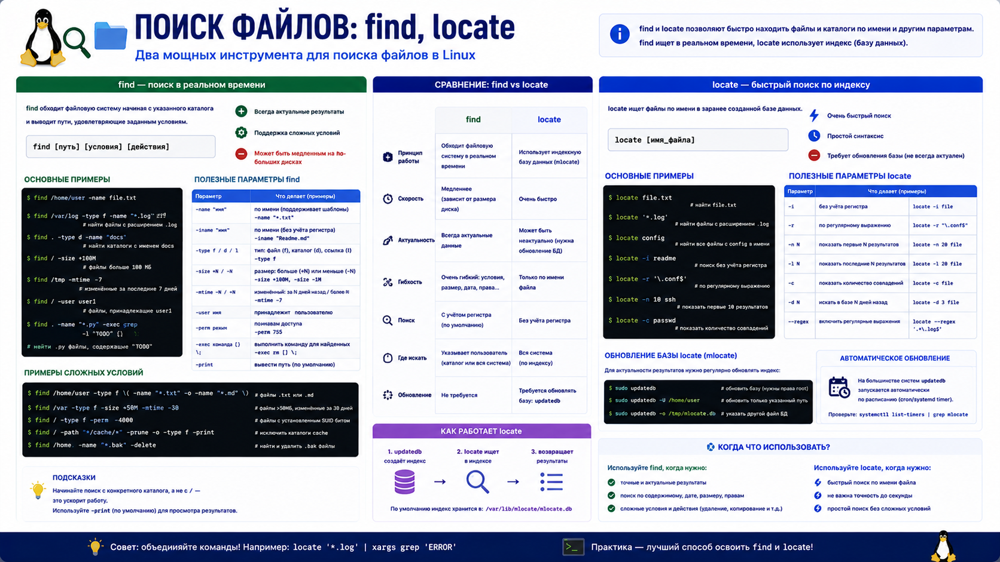 ПОИСК ФАЙЛОВ: find, locate
Два мощных инструмента для поиска файлов в Linux
find и locate позволяют быстро находить файлы и каталоги по имени и другим параметрам.
find ищет в реальном времени, locate использует индекс (базу данных).
find — поиск в реальном времени
find обходит файловую систему начиная с указанного каталога
и выводит пути, удовлетвряющие заданным условиям.
find [путь] [условия] [действия]
Всегда актуальные результаты
Поддержка сложных условий
Может быть медленным на по-
больших дисках
ОСНОВНЫЕ ПРИМЕРЫ
$ find /home/user -name file.txt
$ find /var/log -type f -name "*.log"
# найти файлы с расширением .log
$ find . -type d -name "docs"
# найти каталоги с именем docs
$ find / -size +100M
# файлы больше 100 МБ
$ find /tmp -mtime -7
# изменённые за последние 7 дней
$ find / -user user1
# файлы, принадлежащие user1
$ find . -name "*.py" -exec grep
-l "TODO" {}
# найти .py файлы, содержащие "TODO"
ПОЛЕЗНЫЕ ПАРАМЕТРЫ find
Параметр Что делает (примеры)
-name "имя" по имени (поддерживает шаблоны)
-name "*.txt"
-iname "имя" по имени (без учёта регистра)
-iname "Readme.md"
-type f / d / l тип: файл (f), каталог (d), ссылка (l)
-type f
-size +N / -N размер: больше (+N) или меньше (-N)
-size +100M, -size -1M
-mtime -N / +N изменённый: за N дней назад / более N
-mtime -7
-user имя принадлежит пользователю
-perm режим поинавам доступа
-perm 755
-exec команда {} выполнить команду для найденных
\; -exec rm {} \;
-print вывести путь (по умолчанию)
ПРИМЕРЫ СЛОЖНЫХ УСЛОВИЙ
$ find /home/user -type f \( -name "*.txt" -o -name "*.md" \) # файлы .txt или .md
$ find /var -type f -size +50M -mtime -30 # файлы >50МБ, изменённые за 30 дней
$ find / -type f -perm -4000 # файлы с установленным SUID битом
$ find / -path "*/cache/*" -prune -o -type f -print # исключить каталоги cache
$ find /home. -name "*.bak" -delete # найти и удалить .bak файлы
ПОДСКАЗКИ
Начинайте поиск с конкретного каталога, а не с / —
это ускорит работу.
Используйте -print (по умолчанию) для просмотра результатов.
СРАВНЕНИЕ: find vs locate
find locate
Принцип работы
Обходит файловую систему в реальном времени
Использует индексную базу данных (mlocate)
Скорость
Медленнее (зависит от размера диска)
Очень быстро
Актуальность
Всегда актуальные данные
Может быть неактуально (нужна обновление БД)
Гибкость
Очень гибкий: условия, размер, дата, права...
Только по имени файла
Поиск
С учётом регистра (по умолчанию)
Без учёта регистра
Где искать
Указывает пользователь (каталог или вся система)
Вся система (по индексу)
Обновление
Не требуется
Требуется обновлять базу: updatedb
КАК РАБОТАЕТ locate
1. updatedb
создаёт индекс
2. locate ищет
в индексе
3. возвращает
результаты
По умолчанию индекс хранится в: /var/lib/mlocate/mlocate.db
locate — быстрый поиск по индексу
locate ищет файлы по имени в заранее созданной базе данных.
locate [имя_файла]
Очень быстрый поиск
Простой синтаксис
Требует обновления базы (не всегда актуален)
ОСНОВНЫЕ ПРИМЕРЫ
$ locate file.txt
# найти file.txt
$ locate '*.log'
# найти файлы с расширением .log
$ locate config
# найти все файлы с config в имени
$ locate -i readme
# поиск без учёта регистра
$ locate -r '\.conf$'
# по регулярному выражению
$ locate -n 10 ssh
# показать первые 10 результатов
$ locate -c passwd
# показать количество совпадений
ПОЛЕЗНЫЕ ПАРАМЕТРЫ locate
Параметр Что делает (примеры)
-i без учёта регистра locate -i file
-r по регулярному выражению locate -r "\.conf$"
-n N показать первые N результатов locate -n 20 file
-l N показать последние N результатов locate -l 20 file
-c показать количество совпадений locate -c file
-d N искать в базе N дней назад locate -d 3 file
--regex включить регулярные выражения locate --regex
'.*\.log$'
ОБНОВЛЕНИЕ БАЗЫ locate (mlocate)
Для актуальности результатов нужно регулярно обновлять индекс:
$ sudo updatedb # обновить базу (нужны права root)
$ sudo updatedb -U /home/user # обновить только указанный путь
$ sudo updatedb -o /tmp/mlocate.db # указать другой файл БД
АВТОМАТИЧЕСКОЕ ОБНОВЛЕНИЕ
На большинстве систем updatedb
запускается автоматически
по расписанию (cron/systemd timer).
Проверьте: systemctl list-timers | grep mlocate
КОГДА ЧТО ИСПОЛЬЗОВАТЬ?
Используйте find, когда нужно:
точные и актуальные результаты
поиск по содержимому, дате, размеру, правам
сложные условия и действия (удаление, копирование и т.д.)
Используйте locate, когда нужно:
быстрый поиск по имени файла
не важна точность до секунды
простой поиск без сложных условий
Совет: объедиияйте команды! Например: locate '*.log' | xargs grep 'ERROR'
Практика — лучший способ освоить find и locate!